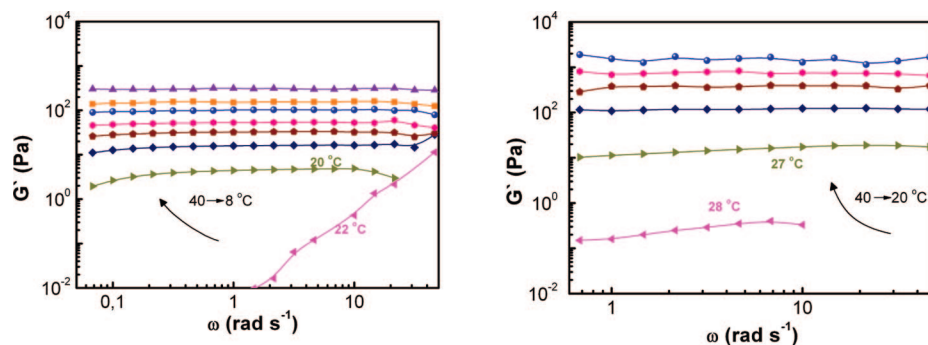 10⁴
10²
10⁰
10⁻²
G` (Pa)
20 °C
40→8 °C
22 °C
0,1
1
10
ω (rad s⁻¹)
10⁴
10²
10⁰
10⁻²
G` (Pa)
27 °C
40→20 °C
28 °C
1
10
ω (rad s⁻¹)